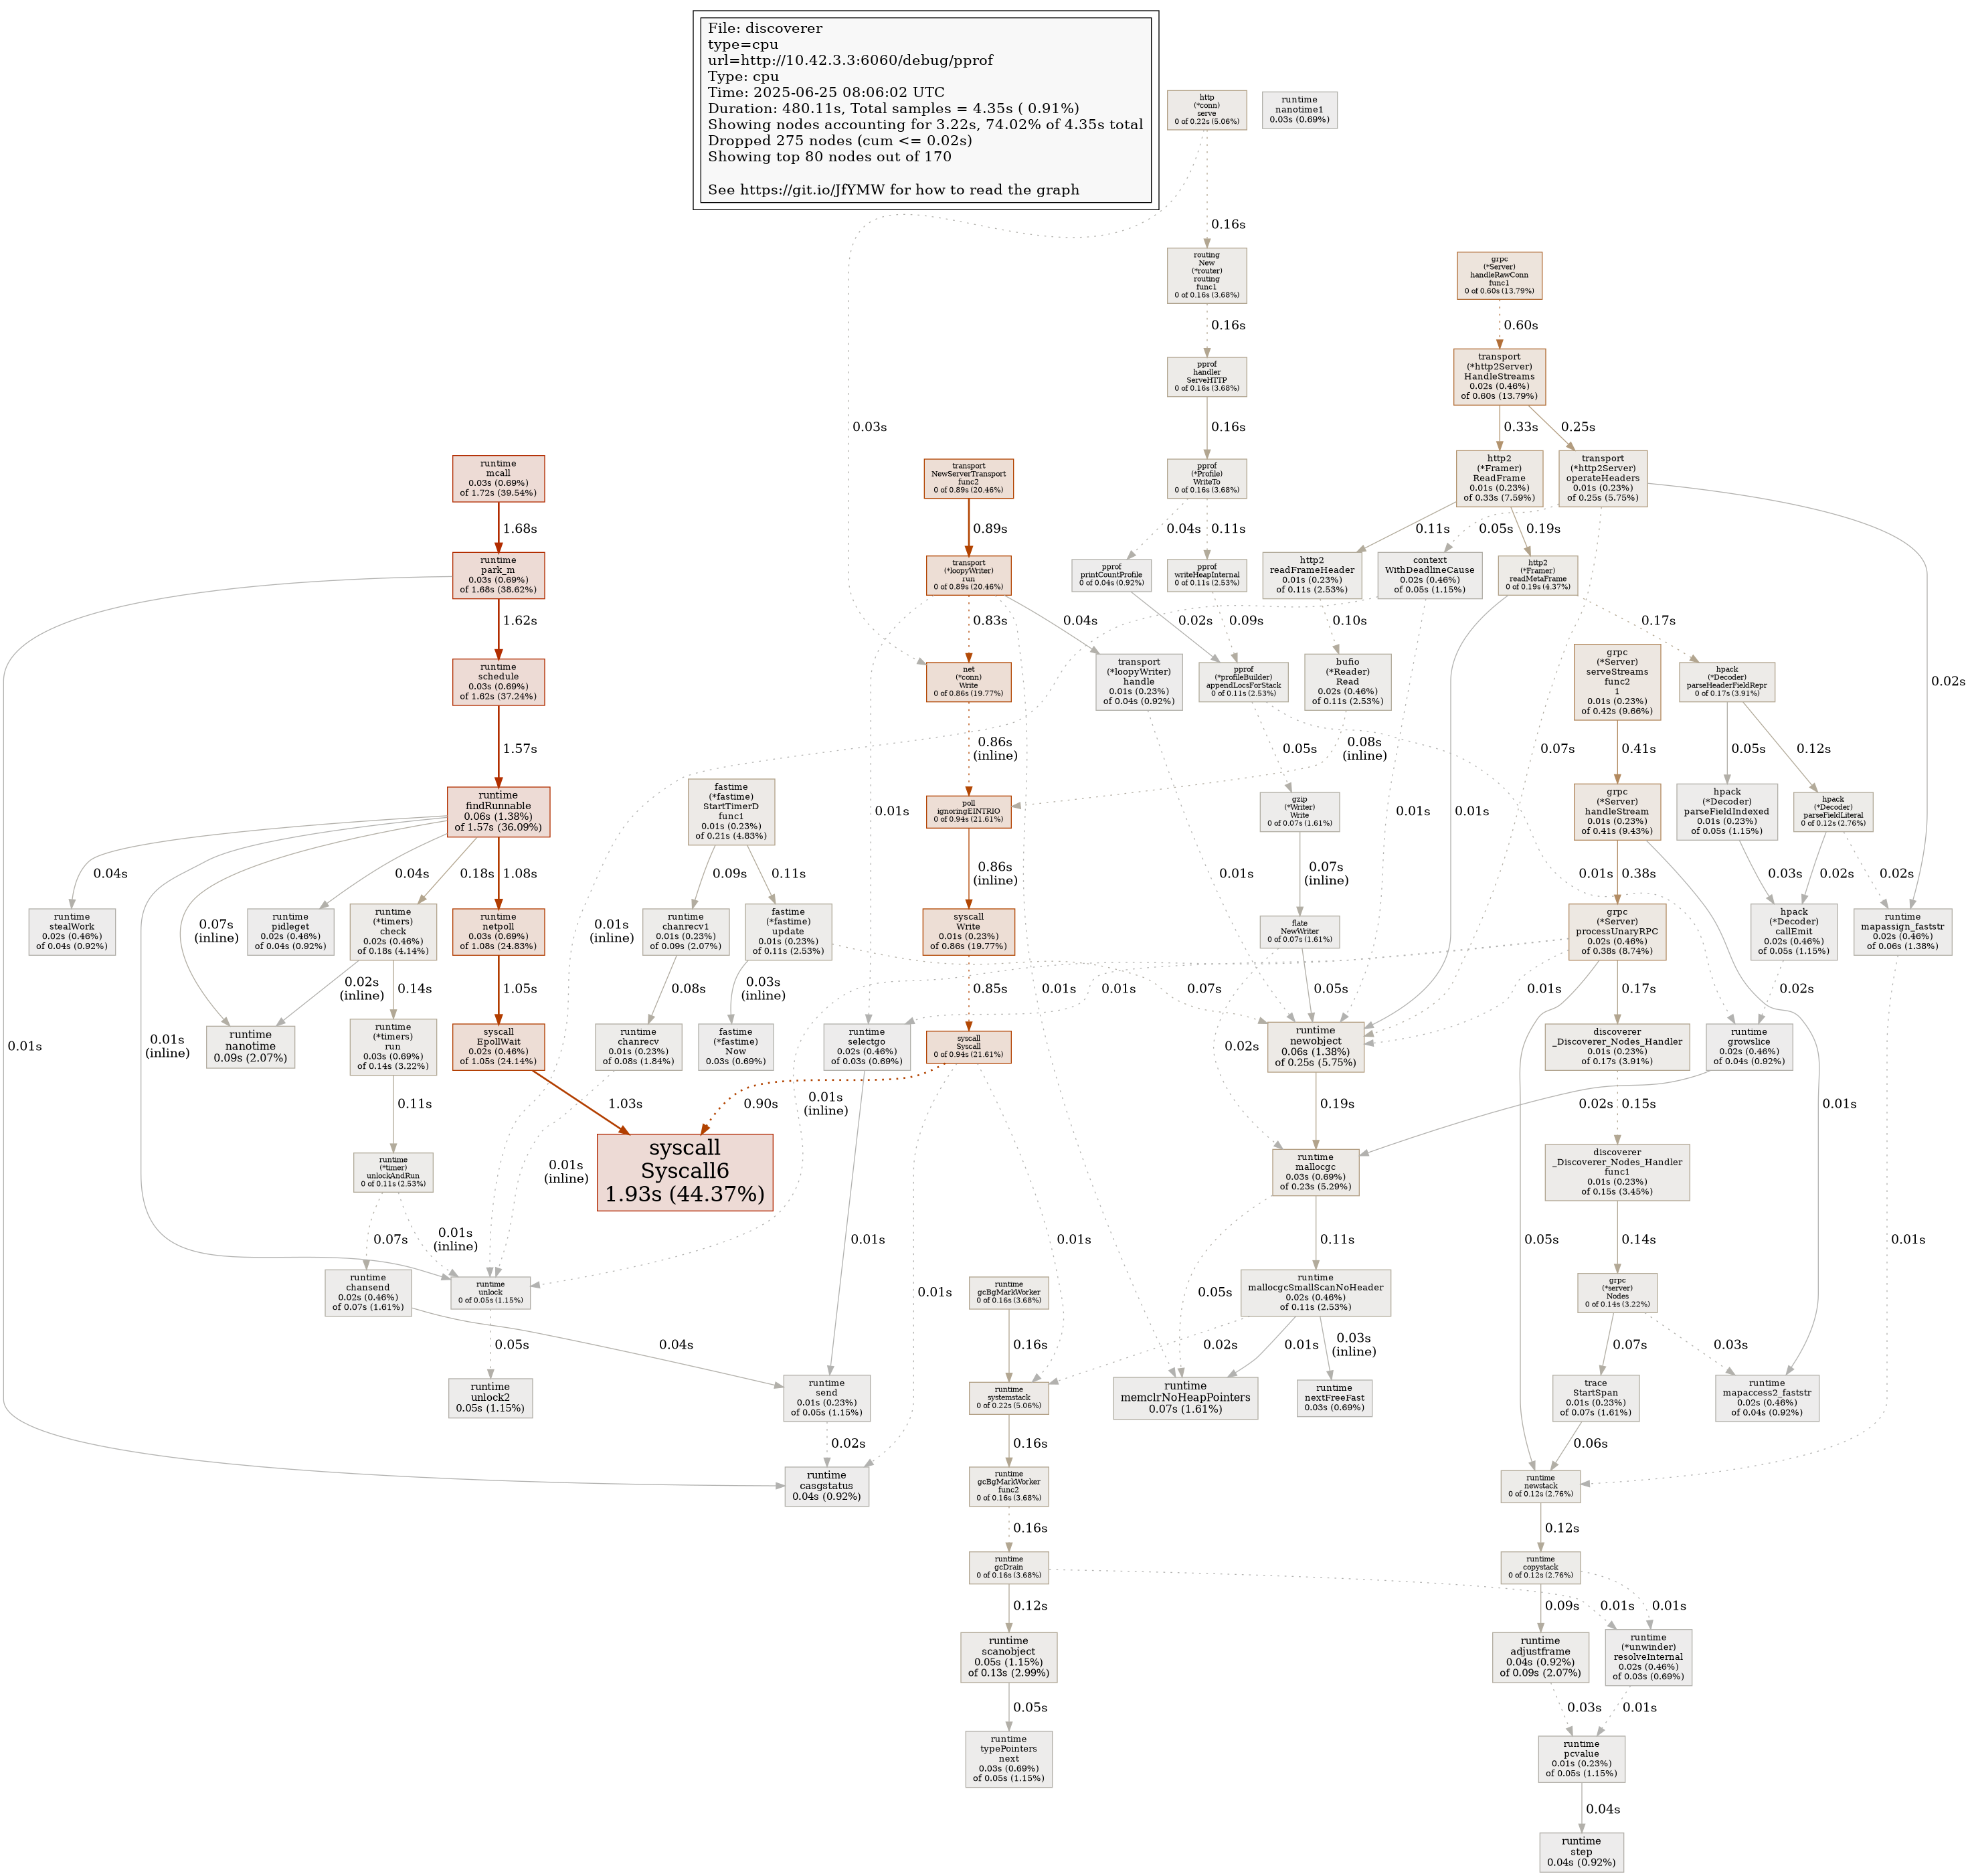 File: discoverer
type=cpu
url=http://10.42.3.3:6060/debug/pprof
Type: cpu
Time: 2025-06-25 08:06:02 UTC
Duration: 480.11s, Total samples = 4.35s ( 0.91%)
Showing nodes accounting for 3.22s, 74.02% of 4.35s total
Dropped 275 nodes (cum <= 0.02s)
Showing top 80 nodes out of 170
See https://git.io/JfYMW for how to read the graph
http
(*conn)
serve
0 of 0.22s (5.06%)
runtime
nanotime1
0.03s (0.69%)
0.16s
routing
New
(*router)
routing
func1
0 of 0.16s (3.68%)
grpc
(*Server)
handleRawConn
func1
0 of 0.60s (13.79%)
0.16s
0.60s
pprof
handler
ServeHTTP
0 of 0.16s (3.68%)
transport
(*http2Server)
HandleStreams
0.02s (0.46%)
of 0.60s (13.79%)
0.03s
0.16s
0.33s
0.25s
runtime
mcall
0.03s (0.69%)
of 1.72s (39.54%)
transport
NewServerTransport
func2
0 of 0.89s (20.46%)
pprof
(*Profile)
WriteTo
0 of 0.16s (3.68%)
http2
(*Framer)
ReadFrame
0.01s (0.23%)
of 0.33s (7.59%)
transport
(*http2Server)
operateHeaders
0.01s (0.23%)
of 0.25s (5.75%)
1.68s
0.89s
0.04s
0.11s
0.11s
0.05s
0.19s
runtime
park_m
0.03s (0.69%)
of 1.68s (38.62%)
transport
(*loopyWriter)
run
0 of 0.89s (20.46%)
pprof
printCountProfile
0 of 0.04s (0.92%)
pprof
writeHeapInternal
0 of 0.11s (2.53%)
http2
readFrameHeader
0.01s (0.23%)
of 0.11s (2.53%)
context
WithDeadlineCause
0.02s (0.46%)
of 0.05s (1.15%)
http2
(*Framer)
readMetaFrame
0 of 0.19s (4.37%)
1.62s
0.83s
0.04s
0.02s
0.09s
0.10s
0.17s
0.02s
runtime
schedule
0.03s (0.69%)
of 1.62s (37.24%)
net
(*conn)
Write
0 of 0.86s (19.77%)
transport
(*loopyWriter)
handle
0.01s (0.23%)
of 0.04s (0.92%)
pprof
(*profileBuilder)
appendLocsForStack
0 of 0.11s (2.53%)
bufio
(*Reader)
Read
0.02s (0.46%)
of 0.11s (2.53%)
grpc
(*Server)
serveStreams
func2
1
0.01s (0.23%)
of 0.42s (9.66%)
hpack
(*Decoder)
parseHeaderFieldRepr
0 of 0.17s (3.91%)
1.57s
0.86s
(inline)
0.05s
0.08s
(inline)
0.07s
0.41s
0.05s
0.12s
runtime
findRunnable
0.06s (1.38%)
of 1.57s (36.09%)
fastime
(*fastime)
StartTimerD
func1
0.01s (0.23%)
of 0.21s (4.83%)
poll
ignoringEINTRIO
0 of 0.94s (21.61%)
gzip
(*Writer)
Write
0 of 0.07s (1.61%)
grpc
(*Server)
handleStream
0.01s (0.23%)
of 0.41s (9.43%)
hpack
(*Decoder)
parseFieldIndexed
0.01s (0.23%)
of 0.05s (1.15%)
hpack
(*Decoder)
parseFieldLiteral
0 of 0.12s (2.76%)
0.01s
0.01s
0.01s
0.04s
0.07s
(inline)
0.04s
0.18s
1.08s
0.01s
(inline)
0.09s
0.11s
0.86s
(inline)
0.01s
0.07s
(inline)
0.01s
0.38s
0.03s
0.02s
0.02s
runtime
stealWork
0.02s (0.46%)
of 0.04s (0.92%)
runtime
pidleget
0.02s (0.46%)
of 0.04s (0.92%)
runtime
(*timers)
check
0.02s (0.46%)
of 0.18s (4.14%)
runtime
netpoll
0.03s (0.69%)
of 1.08s (24.83%)
runtime
chanrecv1
0.01s (0.23%)
of 0.09s (2.07%)
fastime
(*fastime)
update
0.01s (0.23%)
of 0.11s (2.53%)
syscall
Write
0.01s (0.23%)
of 0.86s (19.77%)
flate
NewWriter
0 of 0.07s (1.61%)
grpc
(*Server)
processUnaryRPC
0.02s (0.46%)
of 0.38s (8.74%)
hpack
(*Decoder)
callEmit
0.02s (0.46%)
of 0.05s (1.15%)
runtime
mapassign_faststr
0.02s (0.46%)
of 0.06s (1.38%)
0.02s
(inline)
0.14s
1.05s
0.08s
0.03s
(inline)
0.85s
0.01s
0.01s
0.07s
0.05s
0.01s
0.17s
0.02s
runtime
nanotime
0.09s (2.07%)
runtime
(*timers)
run
0.03s (0.69%)
of 0.14s (3.22%)
syscall
EpollWait
0.02s (0.46%)
of 1.05s (24.14%)
runtime
chanrecv
0.01s (0.23%)
of 0.08s (1.84%)
fastime
(*fastime)
Now
0.03s (0.69%)
runtime
selectgo
0.02s (0.46%)
of 0.03s (0.69%)
syscall
Syscall
0 of 0.94s (21.61%)
runtime
newobject
0.06s (1.38%)
of 0.25s (5.75%)
discoverer
_Discoverer_Nodes_Handler
0.01s (0.23%)
of 0.17s (3.91%)
runtime
growslice
0.02s (0.46%)
of 0.04s (0.92%)
0.01s
0.01s
(inline)
0.02s
0.11s
1.03s
0.01s
(inline)
0.90s
0.19s
0.02s
0.15s
0.01s
runtime
(*timer)
unlockAndRun
0 of 0.11s (2.53%)
syscall
Syscall6
1.93s (44.37%)
0.01s
(inline)
runtime
mallocgc
0.03s (0.69%)
of 0.23s (5.29%)
discoverer
_Discoverer_Nodes_Handler
func1
0.01s (0.23%)
of 0.15s (3.45%)
0.07s
0.01s
(inline)
0.01s
0.01s
0.11s
0.05s
0.14s
0.01s
runtime
chansend
0.02s (0.46%)
of 0.07s (1.61%)
runtime
unlock
0 of 0.05s (1.15%)
runtime
gcBgMarkWorker
0 of 0.16s (3.68%)
0.01s
0.05s
runtime
mallocgcSmallScanNoHeader
0.02s (0.46%)
of 0.11s (2.53%)
grpc
(*server)
Nodes
0 of 0.14s (3.22%)
0.05s
0.04s
0.16s
0.02s
0.01s
0.03s
(inline)
0.07s
0.03s
runtime
unlock2
0.05s (1.15%)
runtime
send
0.01s (0.23%)
of 0.05s (1.15%)
runtime
systemstack
0 of 0.22s (5.06%)
runtime
memclrNoHeapPointers
0.07s (1.61%)
runtime
nextFreeFast
0.03s (0.69%)
trace
StartSpan
0.01s (0.23%)
of 0.07s (1.61%)
runtime
mapaccess2_faststr
0.02s (0.46%)
of 0.04s (0.92%)
0.02s
0.16s
0.06s
runtime
casgstatus
0.04s (0.92%)
runtime
gcBgMarkWorker
func2
0 of 0.16s (3.68%)
runtime
newstack
0 of 0.12s (2.76%)
0.16s
0.12s
runtime
gcDrain
0 of 0.16s (3.68%)
runtime
copystack
0 of 0.12s (2.76%)
0.12s
0.09s
0.01s
0.01s
runtime
scanobject
0.05s (1.15%)
of 0.13s (2.99%)
runtime
adjustframe
0.04s (0.92%)
of 0.09s (2.07%)
runtime
(*unwinder)
resolveInternal
0.02s (0.46%)
of 0.03s (0.69%)
0.05s
0.03s
0.01s
runtime
typePointers
next
0.03s (0.69%)
of 0.05s (1.15%)
runtime
pcvalue
0.01s (0.23%)
of 0.05s (1.15%)
0.04s
runtime
step
0.04s (0.92%)